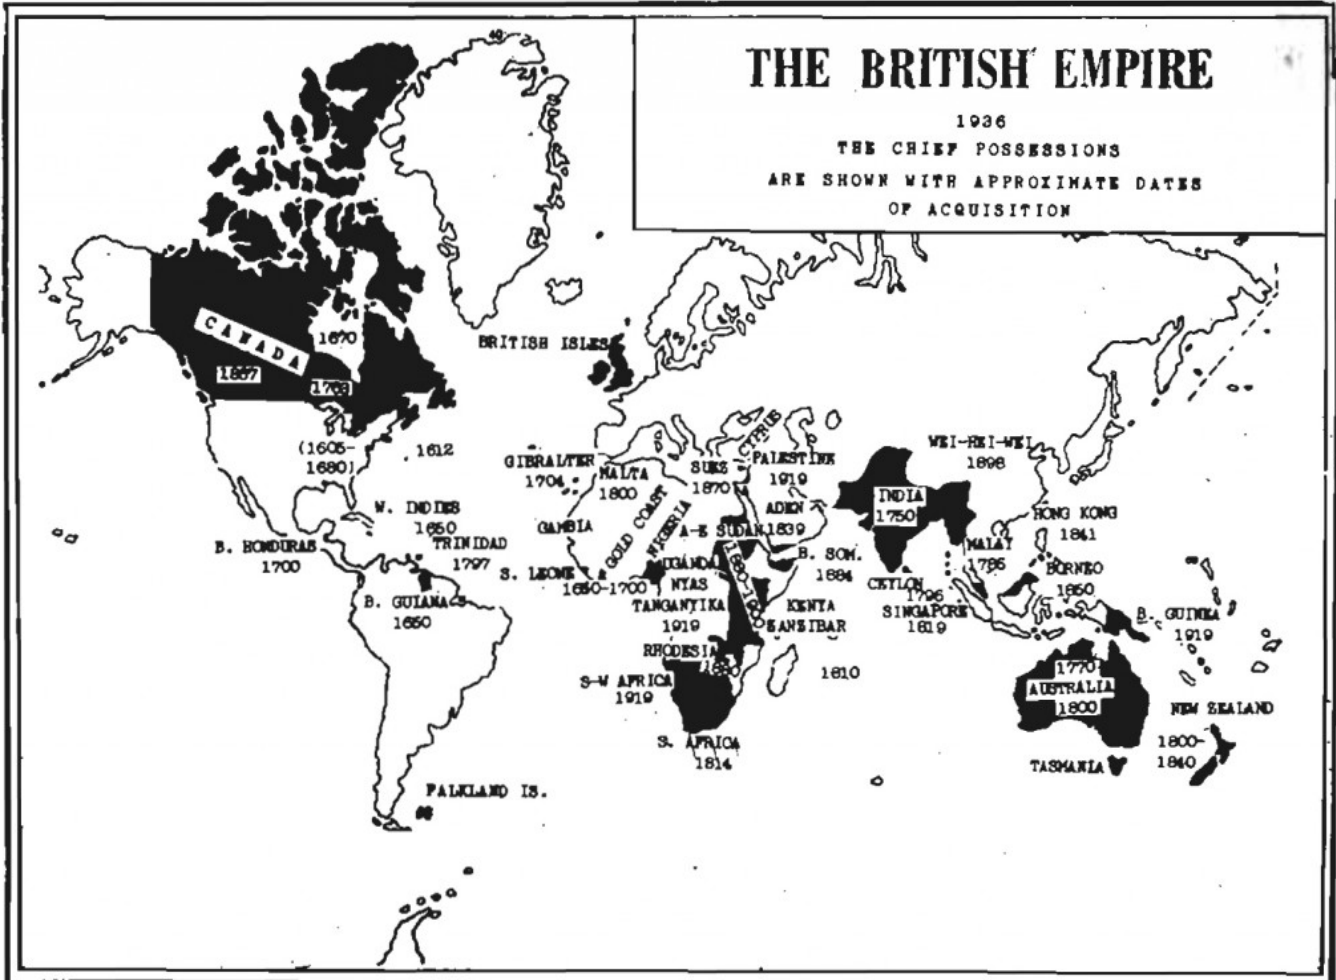 THE BRITISH EMPIRE
1936
THE CHIEF POSSESSIONS
ARE SHOWN WITH APPROXIMATE DATES
OF ACQUISITION
CANADA
1670
1867
1763
(1605-
1680)
1612
BRITISH ISLES
GIBRALTER
1704
MALTA
1800
SUES
1870
CYPRUS
PALESTINE
1919
ADEN
1839
W. INDIES
1650
TRINIDAD
1797
B. HONDURAS
1700
B. GUIANA
1650
GAMBIA
GOLD COAST
NIGERIA
S. LEONE
1650-1700
A-E SUDAN
UGANDA
NYAS
TANGANYIKA
1919
B. SOM.
1884
KENYA
ZANZIBAR
RHODESIA
S-W AFRICA
1919
1810
S. AFRICA
1814
FALKLAND IS.
INDIA
1750
CEYLON
1796
WEI-HEI-WEI
1898
HONG KONG
1841
MALAY
1786
BORNEO
1850
SINGAPORE
1819
B. GUINEA
1919
1770
AUSTRALIA
1800
NEW ZEALAND
1800-
1840
TASMANIA